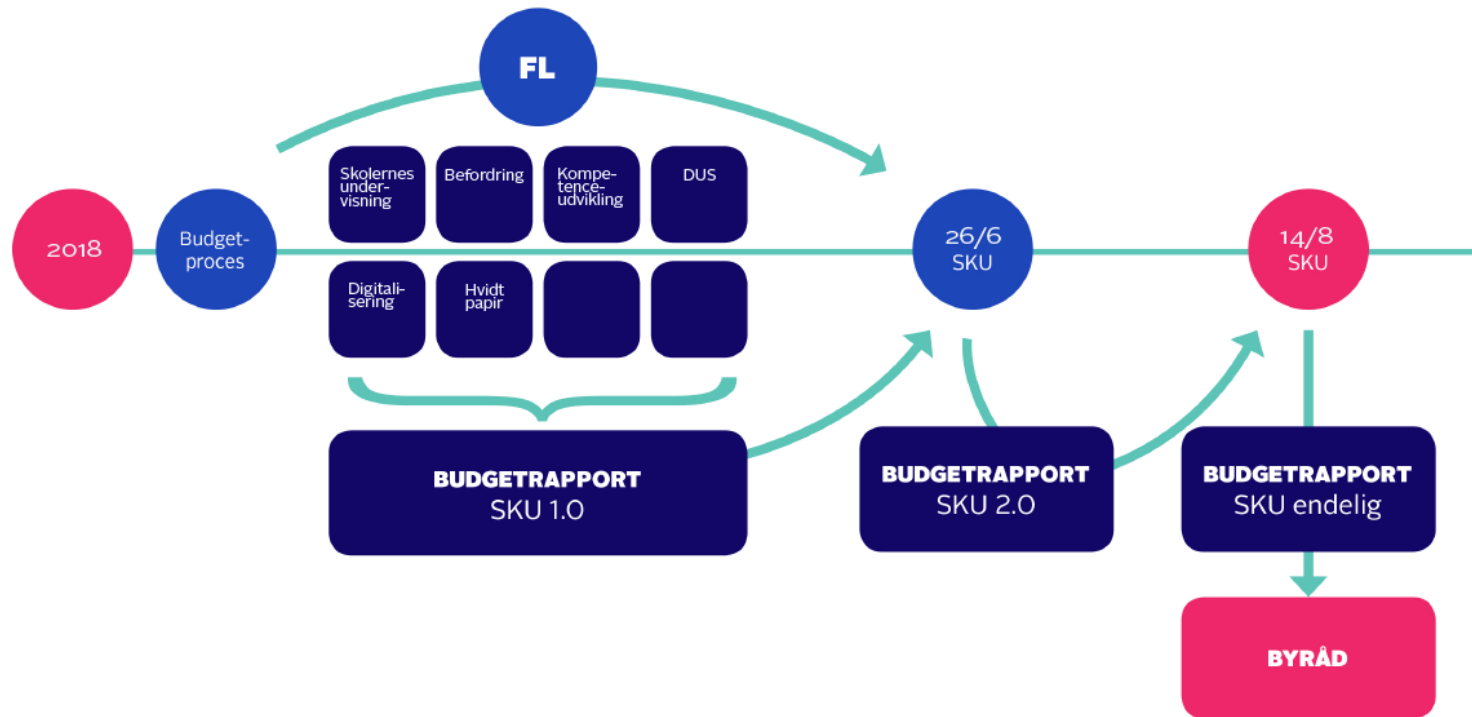 FL
Skolernes
under-
visning
Befordring
Kompe-
tence-
udvikling
DUS
2018
Budget-
proces
26/6
SKU
14/8
SKU
Digitali-
sering
Hvidt
papir
BUDGETRAPPORT
SKU 1.0
BUDGETRAPPORT
SKU 2.0
BUDGETRAPPORT
SKU endelig
BYRÅD